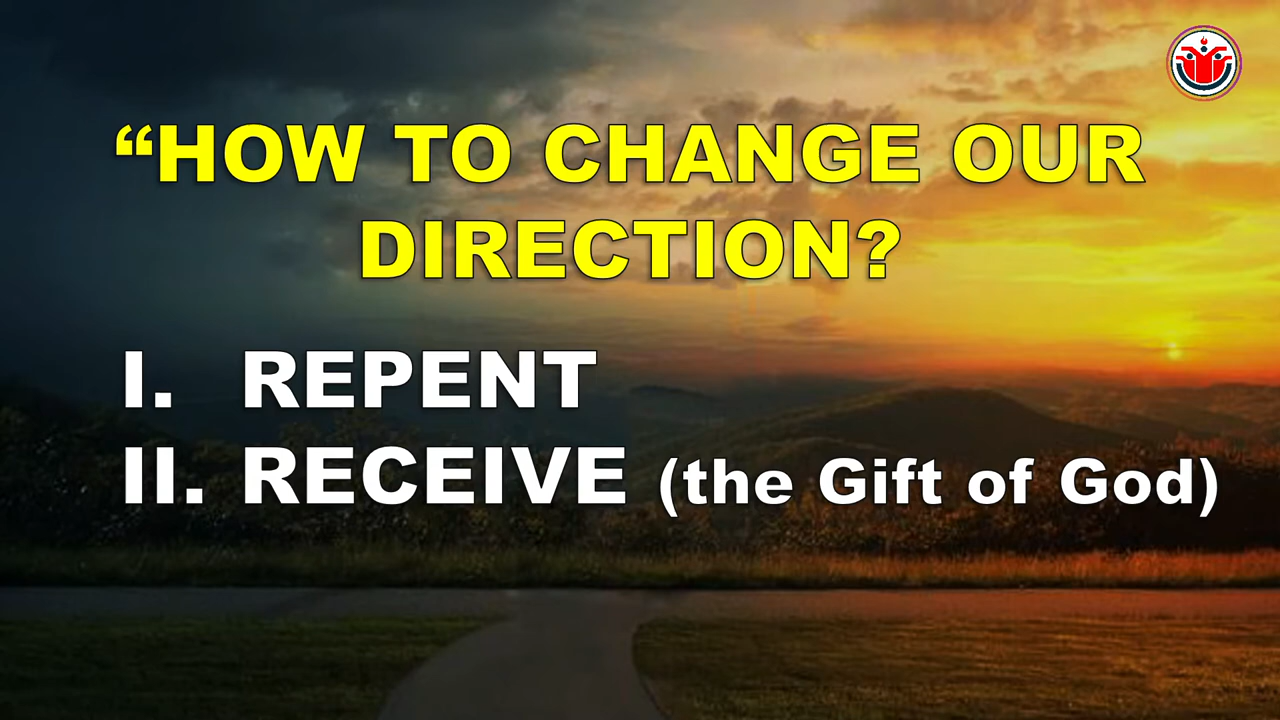 “HOW TO CHANGE OUR
DIRECTION?
I. REPENT
II. RECEIVE (the Gift of God)